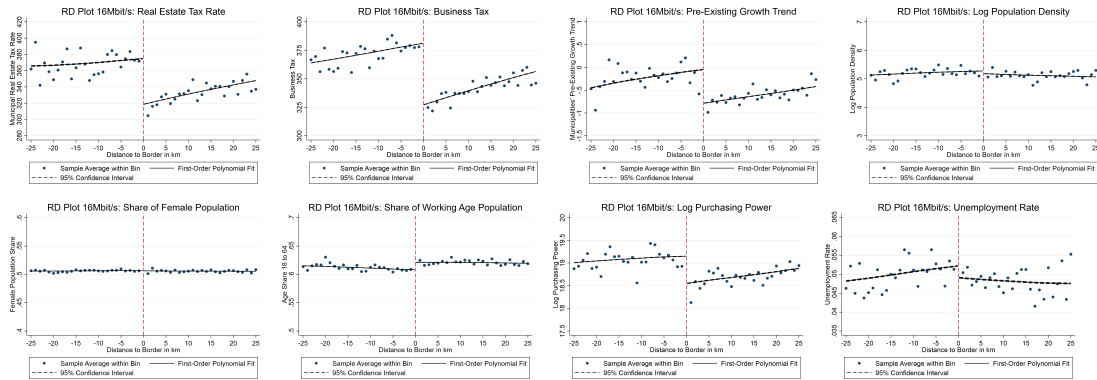 RD Plot 16Mbit/s: Real Estate Tax Rate
Municipal Real Estate Tax Rate
280 300 320 340 360 380 400 420
-25 -20 -15 -10 -5 0 5 10 15 20 25
Distance to Border in km
Sample Average within Bin First-Order Polynomial Fit
95% Confidence Interval
RD Plot 16Mbit/s: Business Tax
Business Tax
300 325 350 375 400
-25 -20 -15 -10 -5 0 5 10 15 20 25
Distance to Border in km
Sample Average within Bin First-Order Polynomial Fit
95% Confidence Interval
RD Plot 16Mbit/s: Pre-Existing Growth Trend
Municipalities' Pre-Existing Growth Trend
-1.5 -1 -.5 0 .5 1
-25 -20 -15 -10 -5 0 5 10 15 20 25
Distance to Border in km
Sample Average within Bin First-Order Polynomial Fit
95% Confidence Interval
RD Plot 16Mbit/s: Log Population Density
Log Population Density
3 4 5 6 7
-25 -20 -15 -10 -5 0 5 10 15 20 25
Distance to Border in km
Sample Average within Bin First-Order Polynomial Fit
95% Confidence Interval
RD Plot 16Mbit/s: Share of Female Population
Female Population Share
.4 .45 .5 .55 .6
-25 -20 -15 -10 -5 0 5 10 15 20 25
Distance to Border in km
Sample Average within Bin First-Order Polynomial Fit
95% Confidence Interval
RD Plot 16Mbit/s: Share of Working Age Population
Age Share 18 to 64
.5 .55 .6 .65 .7
-25 -20 -15 -10 -5 0 5 10 15 20 25
Distance to Border in km
Sample Average within Bin First-Order Polynomial Fit
95% Confidence Interval
RD Plot 16Mbit/s: Log Purchasing Power
Log Purchasing Power
17.5 18 18.5 19 19.5 20
-25 -20 -15 -10 -5 0 5 10 15 20 25
Distance to Border in km
Sample Average within Bin First-Order Polynomial Fit
95% Confidence Interval
RD Plot 16Mbit/s: Unemployment Rate
Unemployment Rate
.035 .045 .055 .065
-25 -20 -15 -10 -5 0 5 10 15 20 25
Distance to Border in km
Sample Average within Bin First-Order Polynomial Fit
95% Confidence Interval